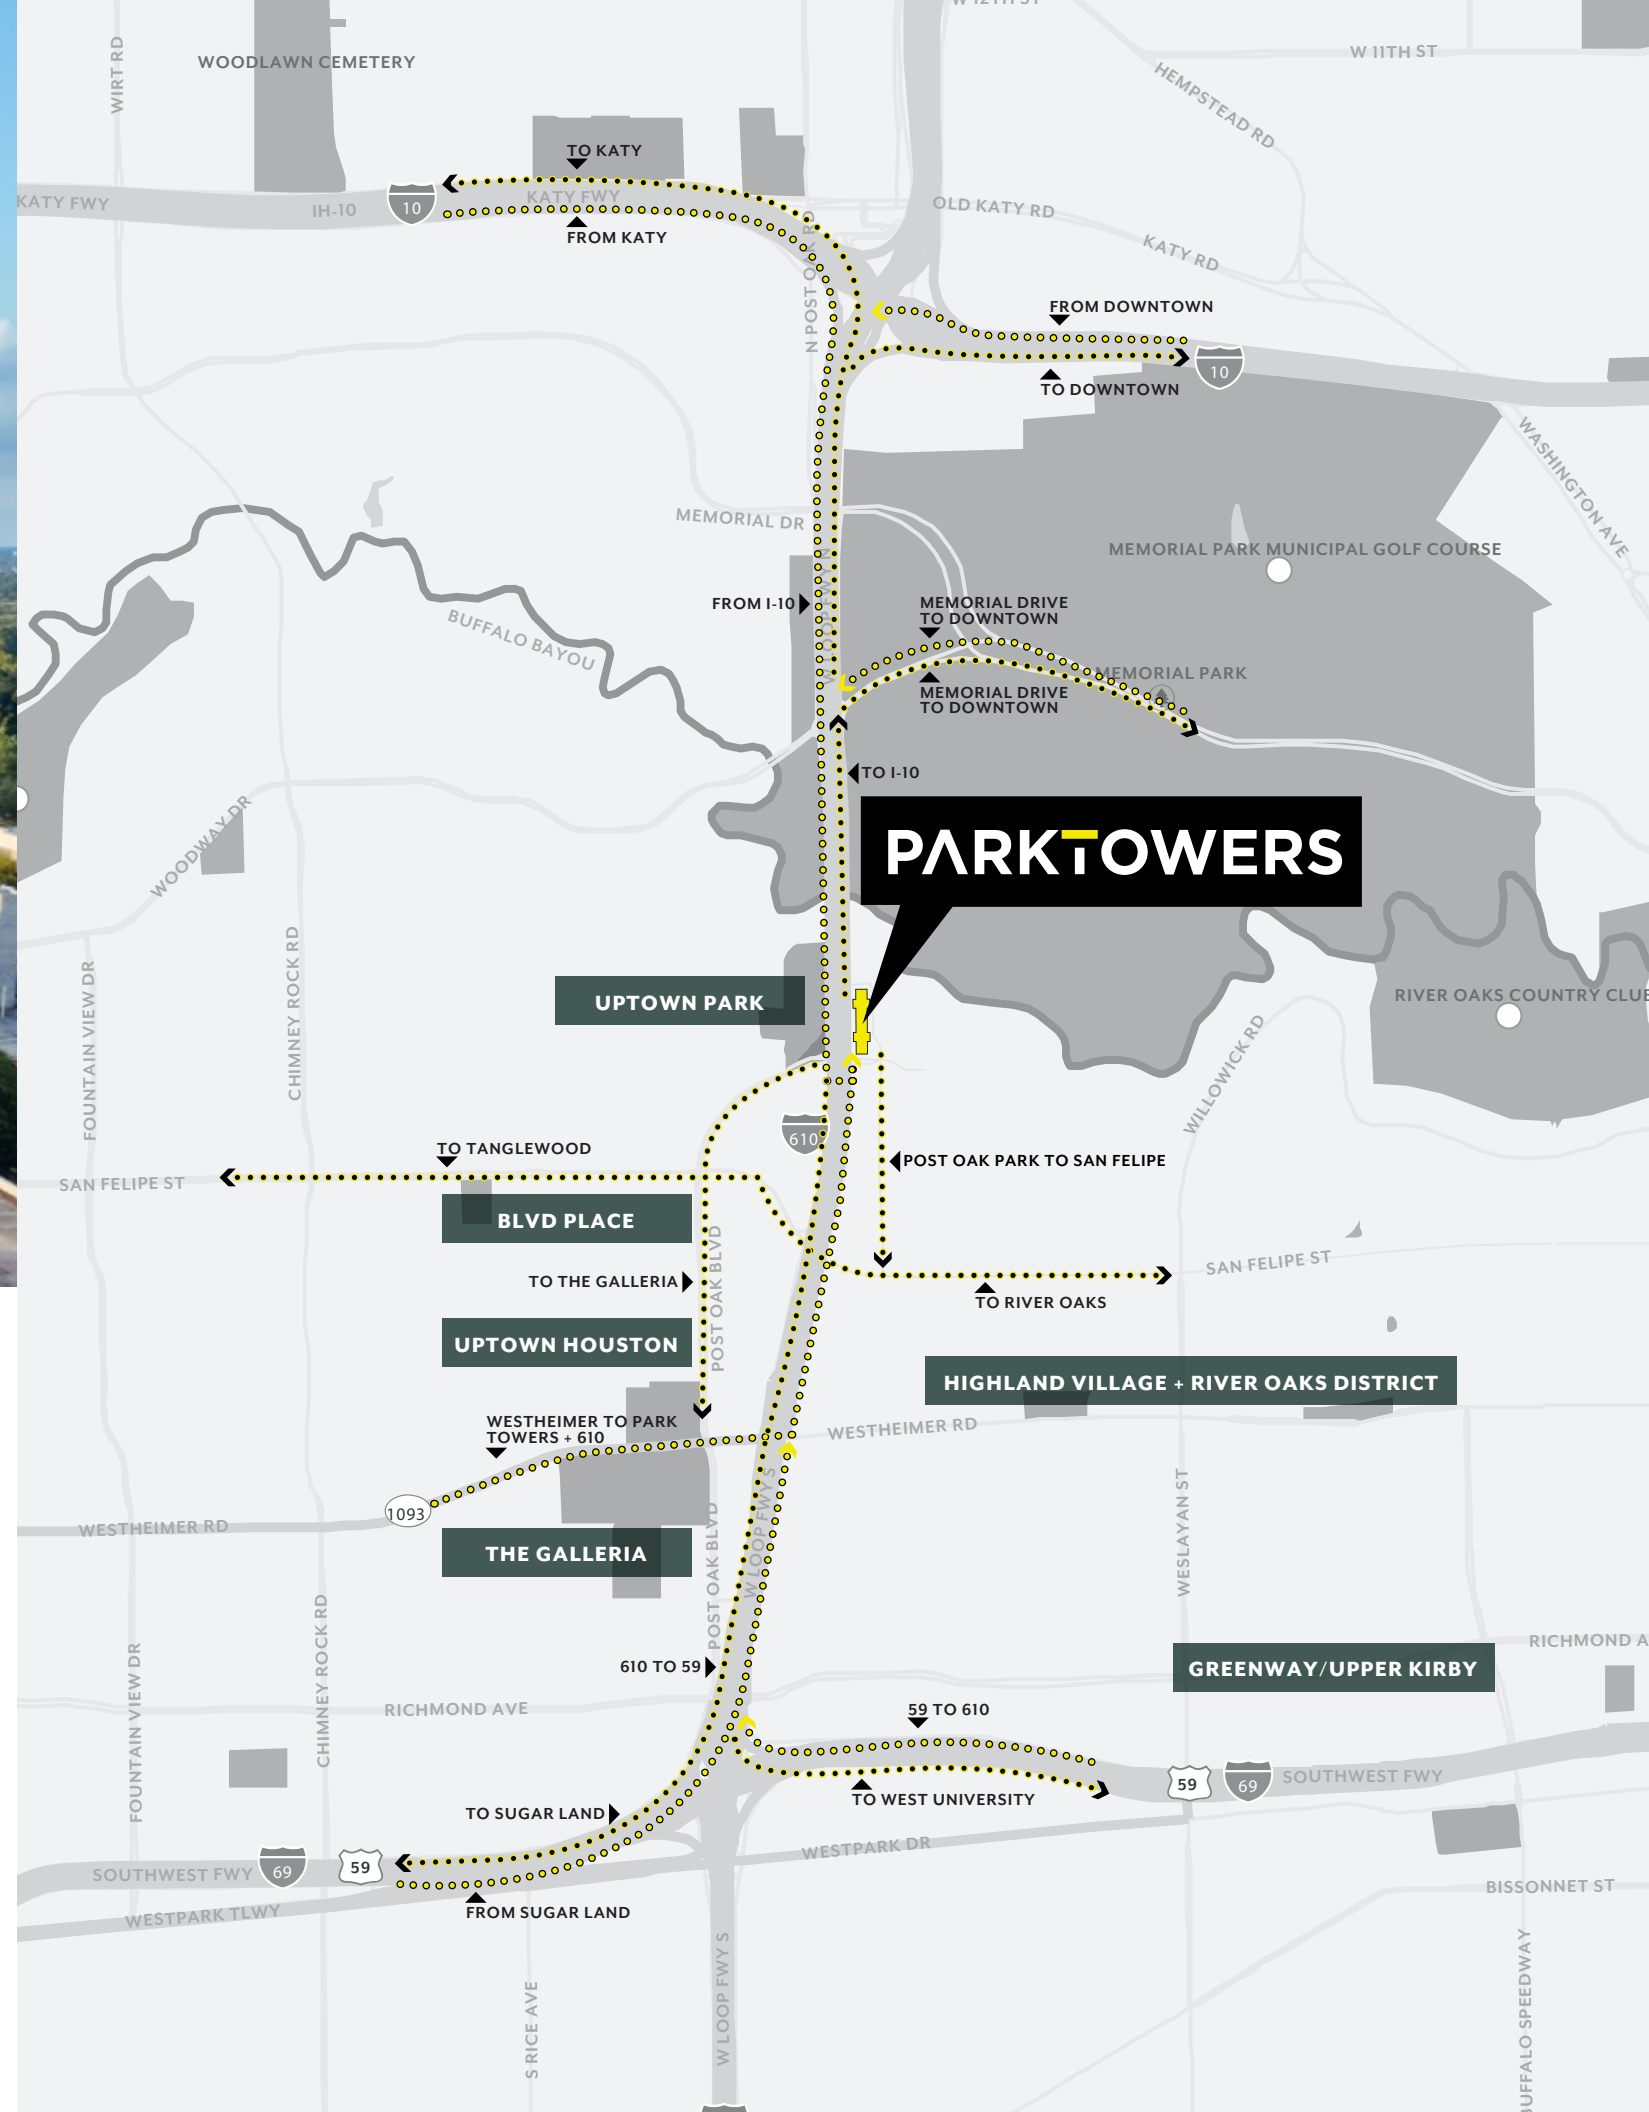 W 12TH ST
W 11TH ST
WIRT RD
WOODLAWN CEMETERY
HEMPSTEAD RD
TO KATY
KATY FWY
KATY FWY
IH-10
10
FROM KATY
N POST OAK RD
OLD KATY RD
KATY RD
FROM DOWNTOWN
10
TO DOWNTOWN
WASHINGTON AVE
MEMORIAL DR
MEMORIAL PARK MUNICIPAL GOLF COURSE
FROM I-10
W LOOP FWY N
MEMORIAL DRIVE
TO DOWNTOWN
BUFFALO BAYOU
MEMORIAL PARK
MEMORIAL DRIVE
TO DOWNTOWN
TO I-10
WOODWAY DR
PARKTOWERS
UPTOWN PARK
RIVER OAKS COUNTRY CLUB
FOUNTAIN VIEW DR
CHIMNEY ROCK RD
WILLOWICK RD
610
TO TANGLEWOOD
POST OAK PARK TO SAN FELIPE
SAN FELIPE ST
BLVD PLACE
POST OAK BLVD
SAN FELIPE ST
TO THE GALLERIA
TO RIVER OAKS
UPTOWN HOUSTON
HIGHLAND VILLAGE + RIVER OAKS DISTRICT
WESTHEIMER TO PARK
TOWERS + 610
WESTHEIMER RD
1093
WESTHEIMER RD
W LOOP FWY S
WESLAYAN ST
THE GALLERIA
POST OAK BLVD
FOUNTAIN VIEW DR
CHIMNEY ROCK RD
RICHMOND A
610 TO 59
GREENWAY/UPPER KIRBY
RICHMOND AVE
59 TO 610
59
69
SOUTHWEST FWY
TO WEST UNIVERSITY
TO SUGAR LAND
WESTPARK DR
SOUTHWEST FWY
69
59
BISSONNET ST
FROM SUGAR LAND
WESTPARK TLWY
W LOOP FWY S
S RICE AVE
BUFFALO SPEEDWAY